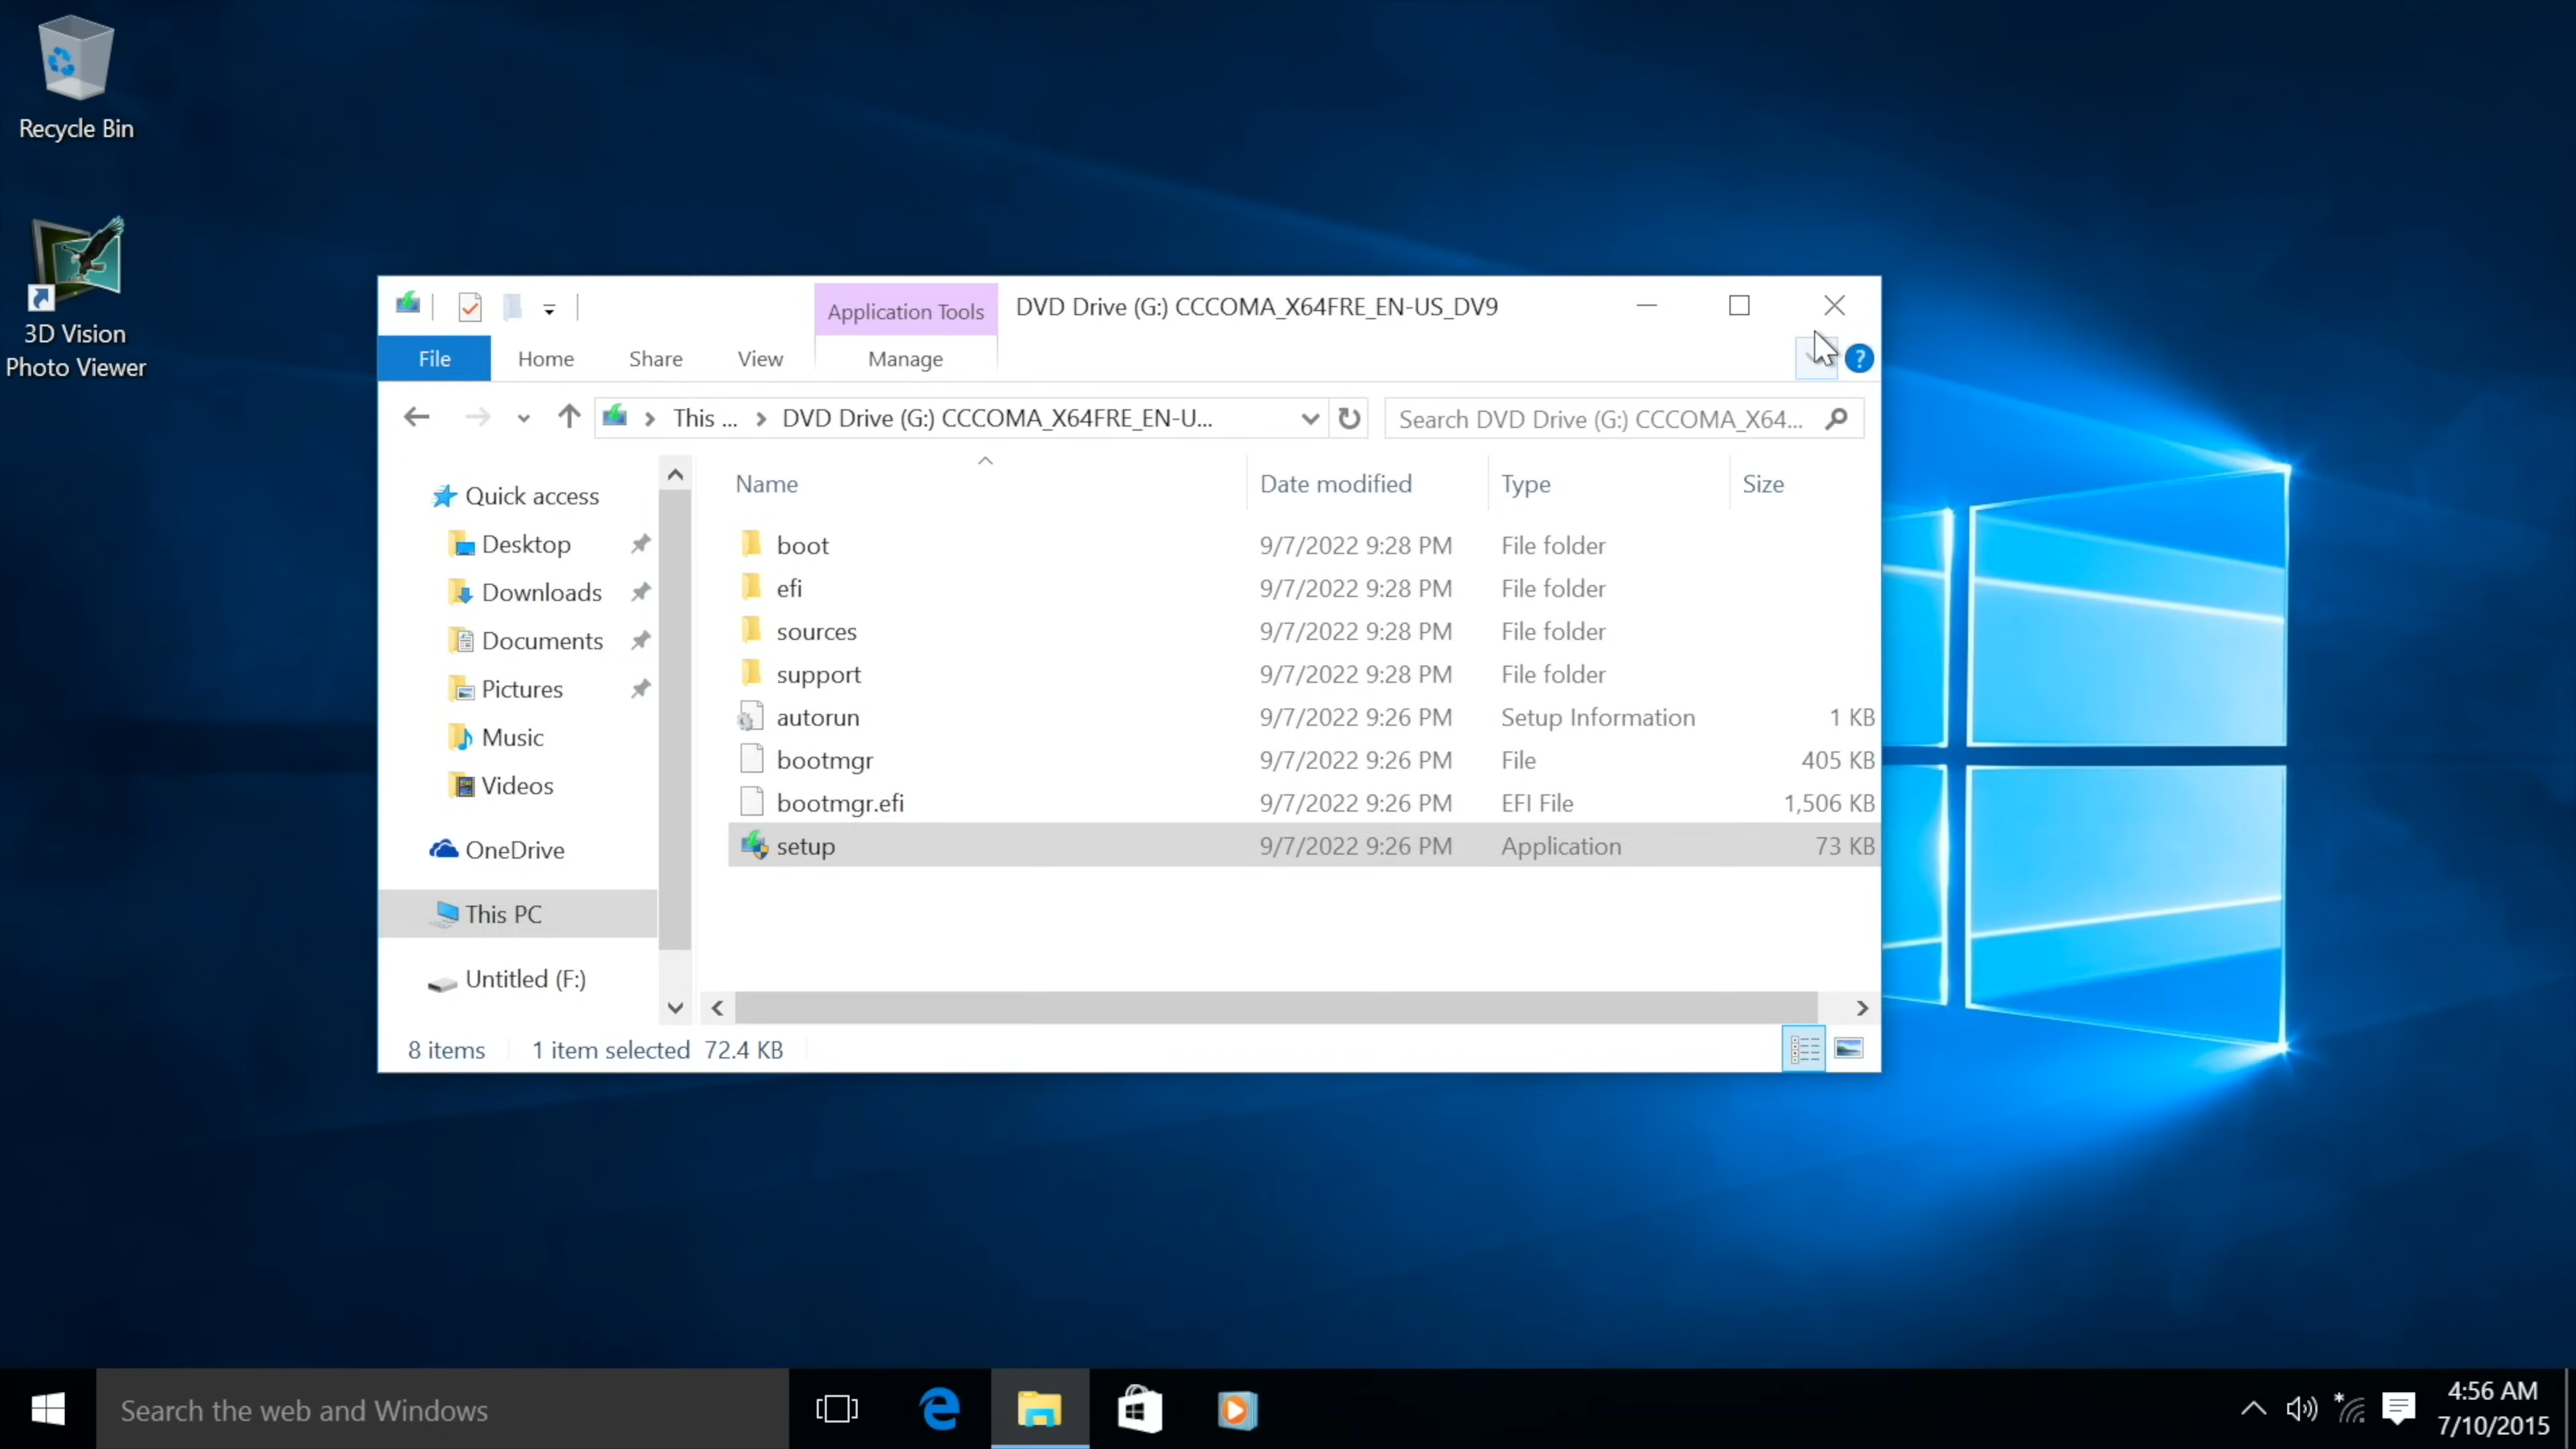 Recycle Bin
3D Vision
Photo Viewer
Application Tools
DVD Drive (G:) CCCOMA_X64FRE_EN-US_DV9
File
Home
Share
View
Manage
?
This ...
DVD Drive (G:) CCCOMA_X64FRE_EN-U...
Search DVD Drive (G:) CCCOMA_X64...
Quick access
Desktop
Downloads
Documents
Pictures
Music
Videos
OneDrive
This PC
Untitled (F:)
Name Date modified Type Size
boot 9/7/2022 9:28 PM File folder
efi 9/7/2022 9:28 PM File folder
sources 9/7/2022 9:28 PM File folder
support 9/7/2022 9:28 PM File folder
autorun 9/7/2022 9:26 PM Setup Information 1 KB
bootmgr 9/7/2022 9:26 PM File 405 KB
bootmgr.efi 9/7/2022 9:26 PM EFI File 1,506 KB
setup 9/7/2022 9:26 PM Application 73 KB
8 items 1 item selected 72.4 KB
Search the web and Windows
4:56 AM
7/10/2015